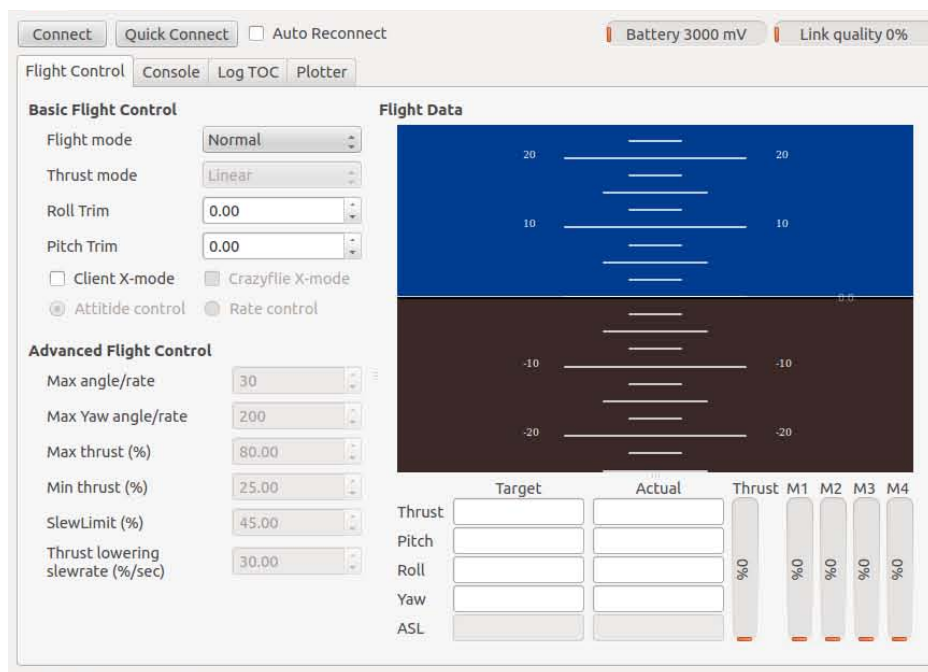 Connect Quick Connect Auto Reconnect Battery 3000 mV Link quality 0%
Flight Control Console Log TOC Plotter
Basic Flight Control
Flight mode Normal
Thrust mode Linear
Roll Trim 0.00
Pitch Trim 0.00
Client X-mode Crazyflie X-mode
Attitide control Rate control
Advanced Flight Control
Max angle/rate 30
Max Yaw angle/rate 200
Max thrust (%) 80.00
Min thrust (%) 25.00
SlewLimit (%) 45.00
Thrust lowering
slewrate (%/sec) 30.00
Flight Data
20 20
10 10
0.0
-10 -10
-20 -20
Target Actual Thrust M1 M2 M3 M4
Thrust
Pitch
Roll
Yaw
ASL
%0 %0 %0 %0 %0